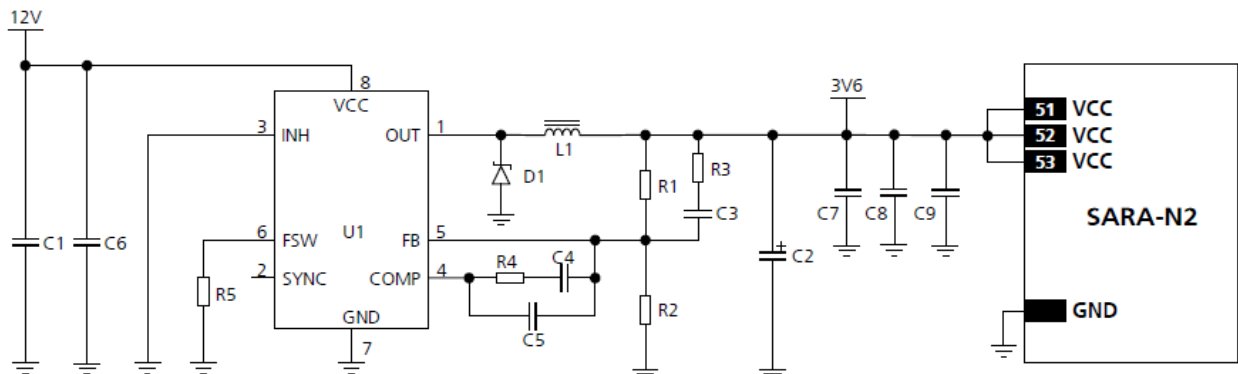 12V
8
VCC
3
INH
OUT
1
L1
D1
R1
R3
C3
3V6
C7
C8
C9
51 VCC
52 VCC
53 VCC
SARA-N2
C1
C6
6
FSW
U1
FB
5
2
SYNC
COMP
4
R4
C4
C5
R5
R2
+
C2
GND
7
GND